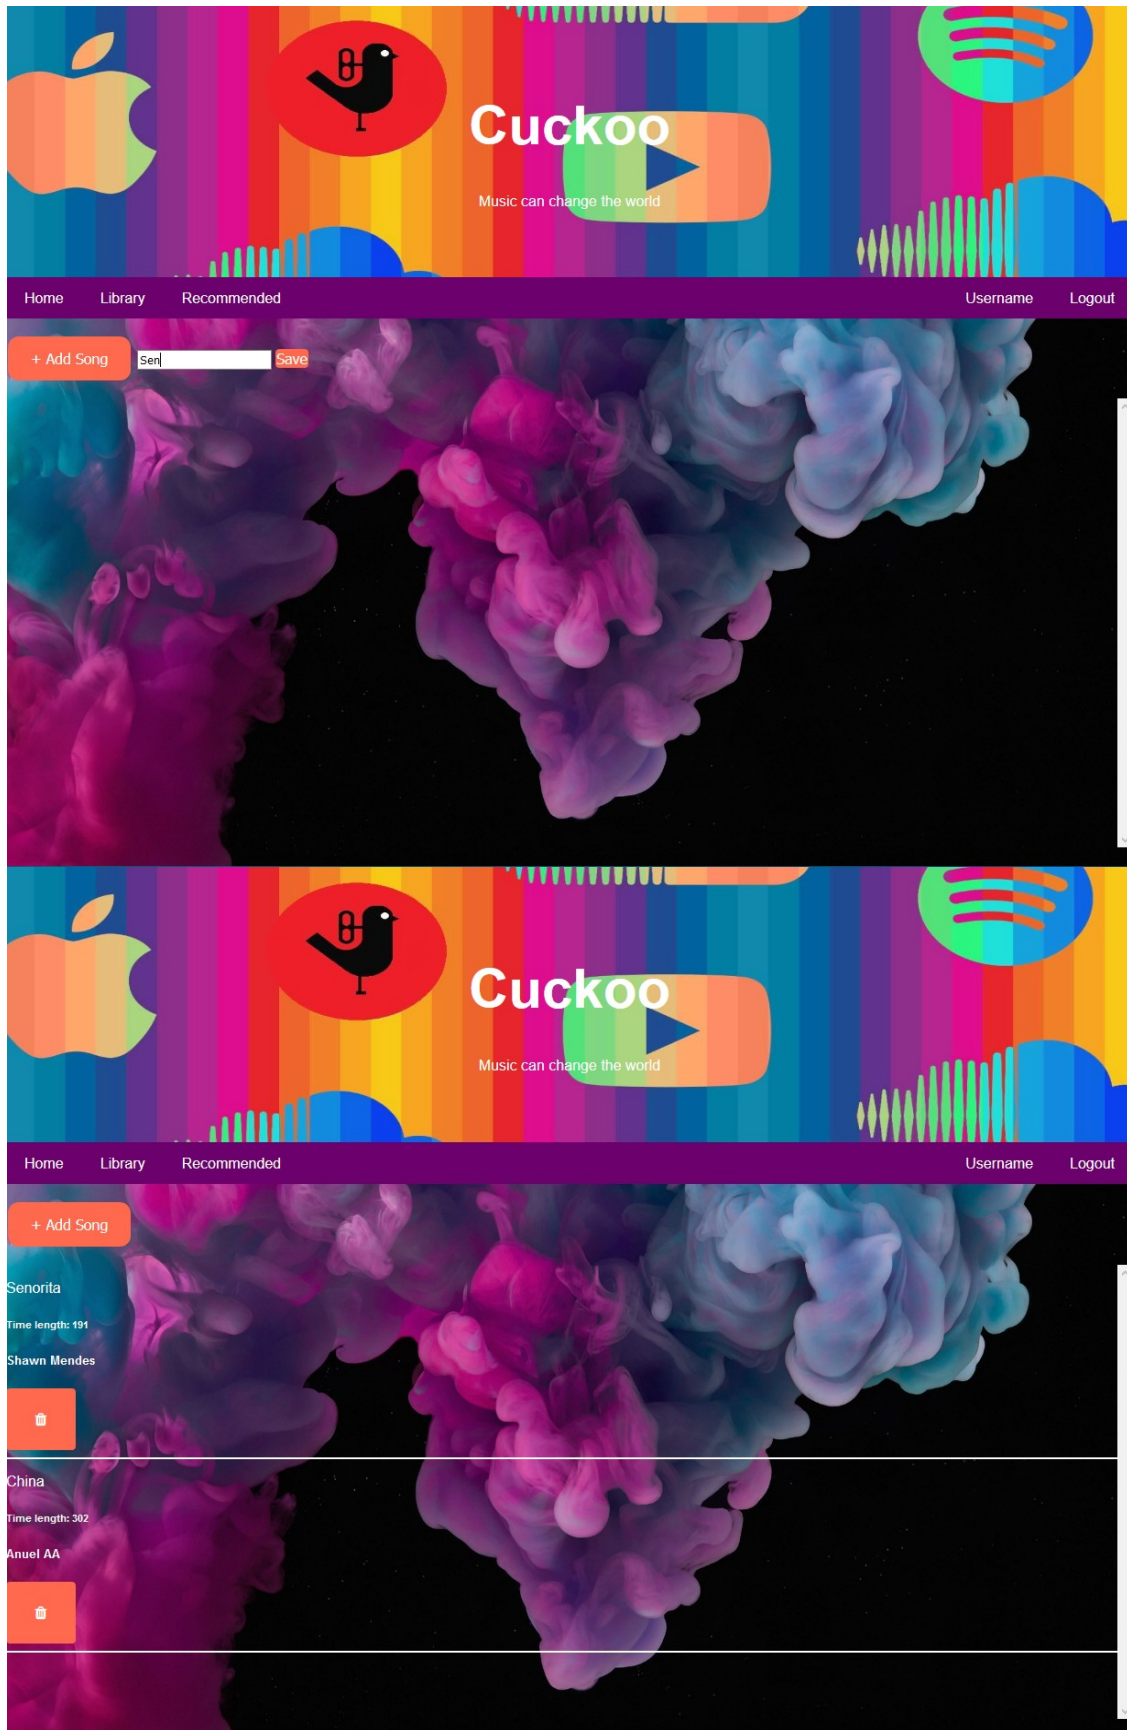 Cuckoo
Music can change the world
Home Library Recommended Username Logout
+ Add Song Sen Save
Cuckoo
Music can change the world
Home Library Recommended Username Logout
+ Add Song
Senorita
Time length: 191
Shawn Mendes
China
Time length: 302
Anuel AA